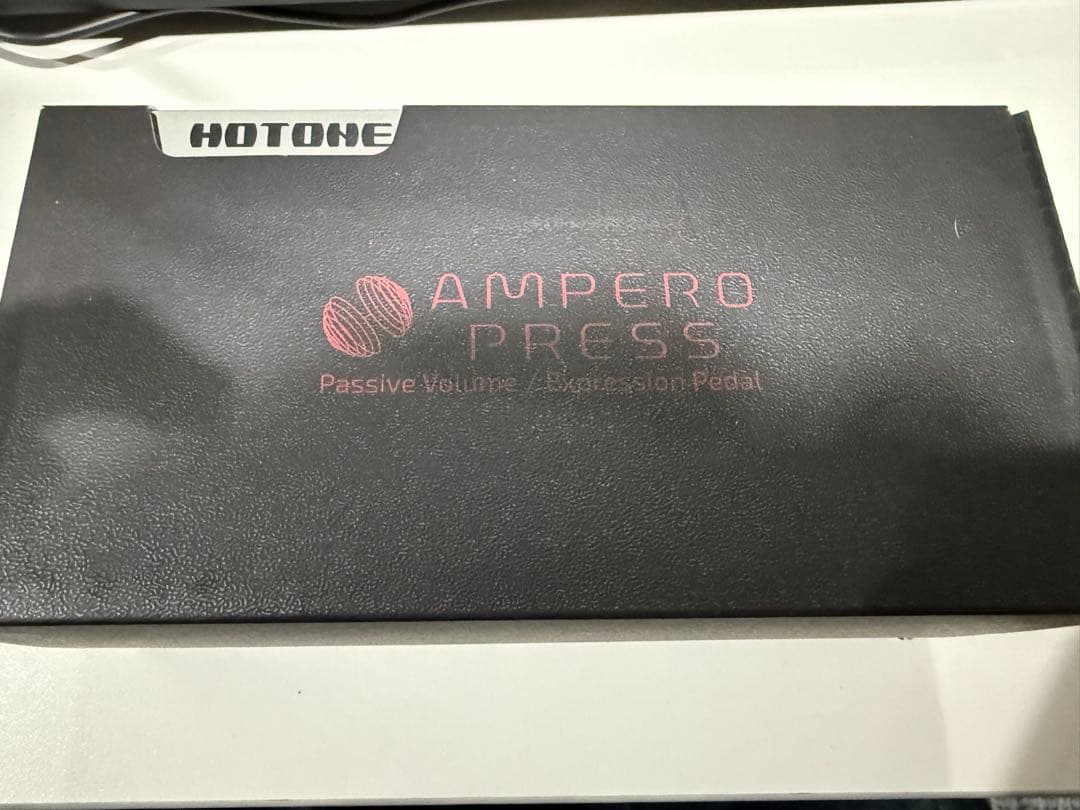 HOTONE
AMPERO
PRESS
Passive Volume / Expression Pedal